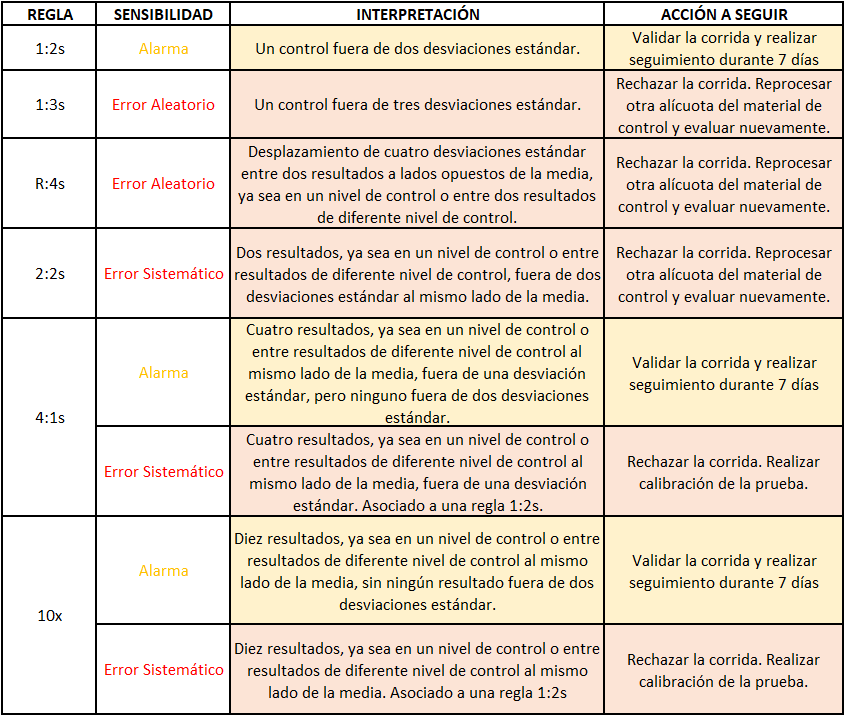 REGLA SENSIBILIDAD INTERPRETACIÓN ACCIÓN A SEGUIR
1:2s
Alarma
Un control fuera de dos desviaciones estándar.
Validar la corrida y realizar
seguimiento durante 7 días
1:3s
Error Aleatorio
Un control fuera de tres desviaciones estándar.
Rechazar la corrida. Reprocesar
otra alícuota del material de
control y evaluar nuevamente.
R:4s
Error Aleatorio
Desplazamiento de cuatro desviaciones estándar
entre dos resultados a lados opuestos de la media,
ya sea en un nivel de control o entre dos resultados
de diferente nivel de control.
Rechazar la corrida. Reprocesar
otra alícuota del material de
control y evaluar nuevamente.
2:2s
Error Sistemático
Dos resultados, ya sea en un nivel de control o entre
resultados de diferente nivel de control, fuera de dos
desviaciones estándar al mismo lado de la media.
Rechazar la corrida. Reprocesar
otra alícuota del material de
control y evaluar nuevamente.
4:1s
Alarma
Cuatro resultados, ya sea en un nivel de control o
entre resultados de diferente nivel de control al
mismo lado de la media, fuera de una desviación
estándar, pero ninguno fuera de dos desviaciones
estándar.
Validar la corrida y realizar
seguimiento durante 7 días
Error Sistemático
Cuatro resultados, ya sea en un nivel de control o
entre resultados de diferente nivel de control al
mismo lado de la media, fuera de una desviación
estándar. Asociado a una regla 1:2s.
Rechazar la corrida. Realizar
calibración de la prueba.
10x
Alarma
Diez resultados, ya sea en un nivel de control o entre
resultados de diferente nivel de control al mismo
lado de la media, sin ningún resultado fuera de dos
desviaciones estándar.
Validar la corrida y realizar
seguimiento durante 7 días
Error Sistemático
Diez resultados, ya sea en un nivel de control o entre
resultados de diferente nivel de control al mismo
lado de la media. Asociado a una regla 1:2s
Rechazar la corrida. Realizar
calibración de la prueba.